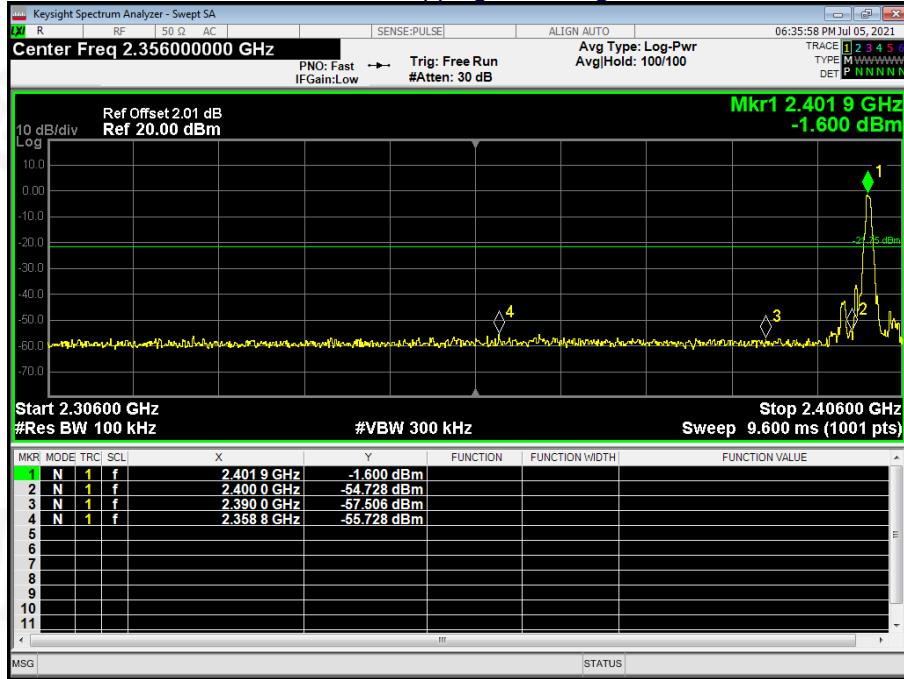 Keysight Spectrum Analyzer - Swept SA
LXI R RF 50 Ω AC SENSE:PULSE ALIGN AUTO 06:35:58 PM Jul 05, 2021
Center Freq 2.356000000 GHz Avg Type: Log-Pwr TRACE 1 2 3 4 5 6
PNO: Fast Trig: Free Run Avg|Hold: 100/100 TYPE M WWWWW
IFGain:Low #Atten: 30 dB DET P N N N N N
Mkr1 2.401 9 GHz
Ref Offset 2.01 dB
10 dB/div Ref 20.00 dBm -1.600 dBm
Log
10.0
0.00
-10.0
-20.0
-30.0
-40.0
-50.0
-60.0
-70.0
1
-21.75 dBm
4
3
2
Start 2.30600 GHz Stop 2.40600 GHz
#Res BW 100 kHz #VBW 300 kHz Sweep 9.600 ms (1001 pts)
MKR MODE TRC SCL X Y FUNCTION FUNCTION WIDTH FUNCTION VALUE
1 N 1 f 2.401 9 GHz -1.600 dBm
2 N 1 f 2.400 0 GHz -54.728 dBm
3 N 1 f 2.390 0 GHz -57.506 dBm
4 N 1 f 2.358 8 GHz -55.728 dBm
5
6
7
8
9
10
11
MSG STATUS